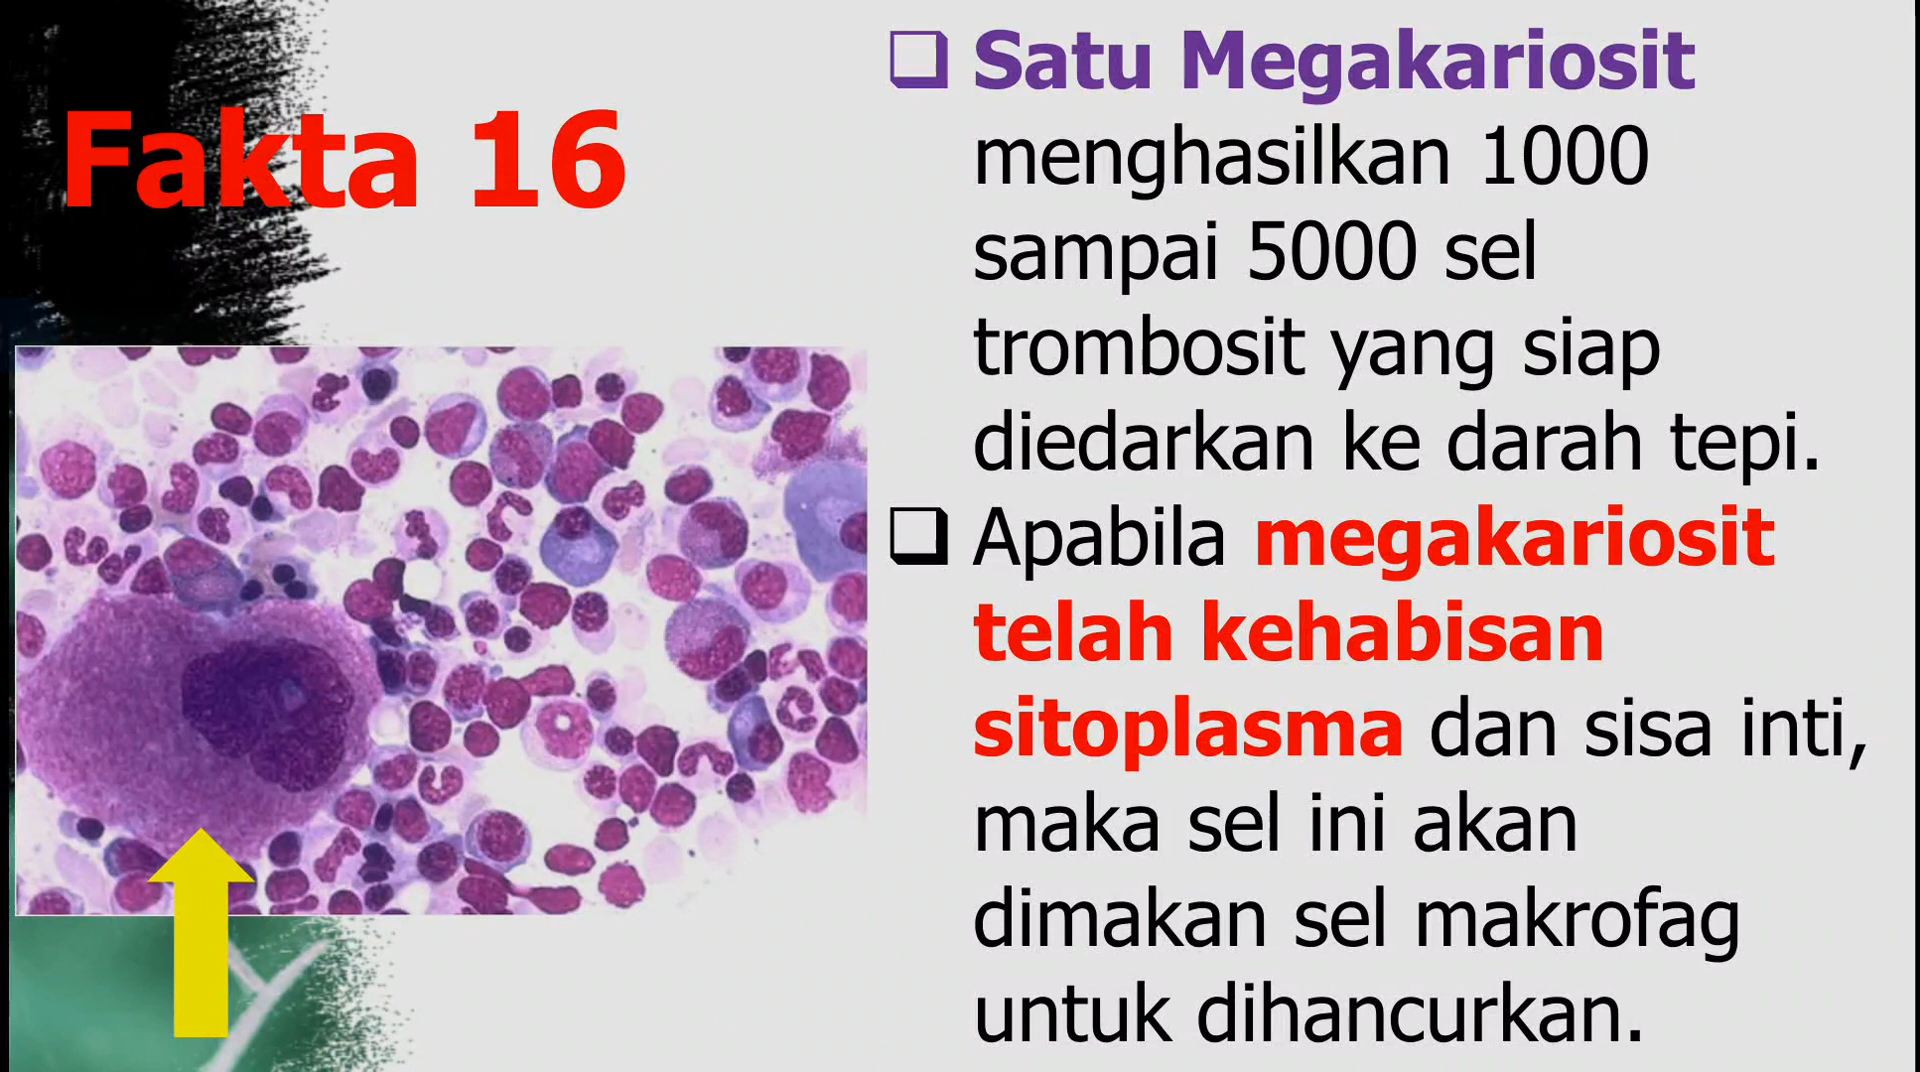 Fakta 16
❑ Satu Megakariosit
menghasilkan 1000
sampai 5000 sel
trombosit yang siap
diedarkan ke darah tepi.
❑ Apabila megakariosit
telah kehabisan
sitoplasma dan sisa inti,
maka sel ini akan
dimakan sel makrofag
untuk dihancurkan.